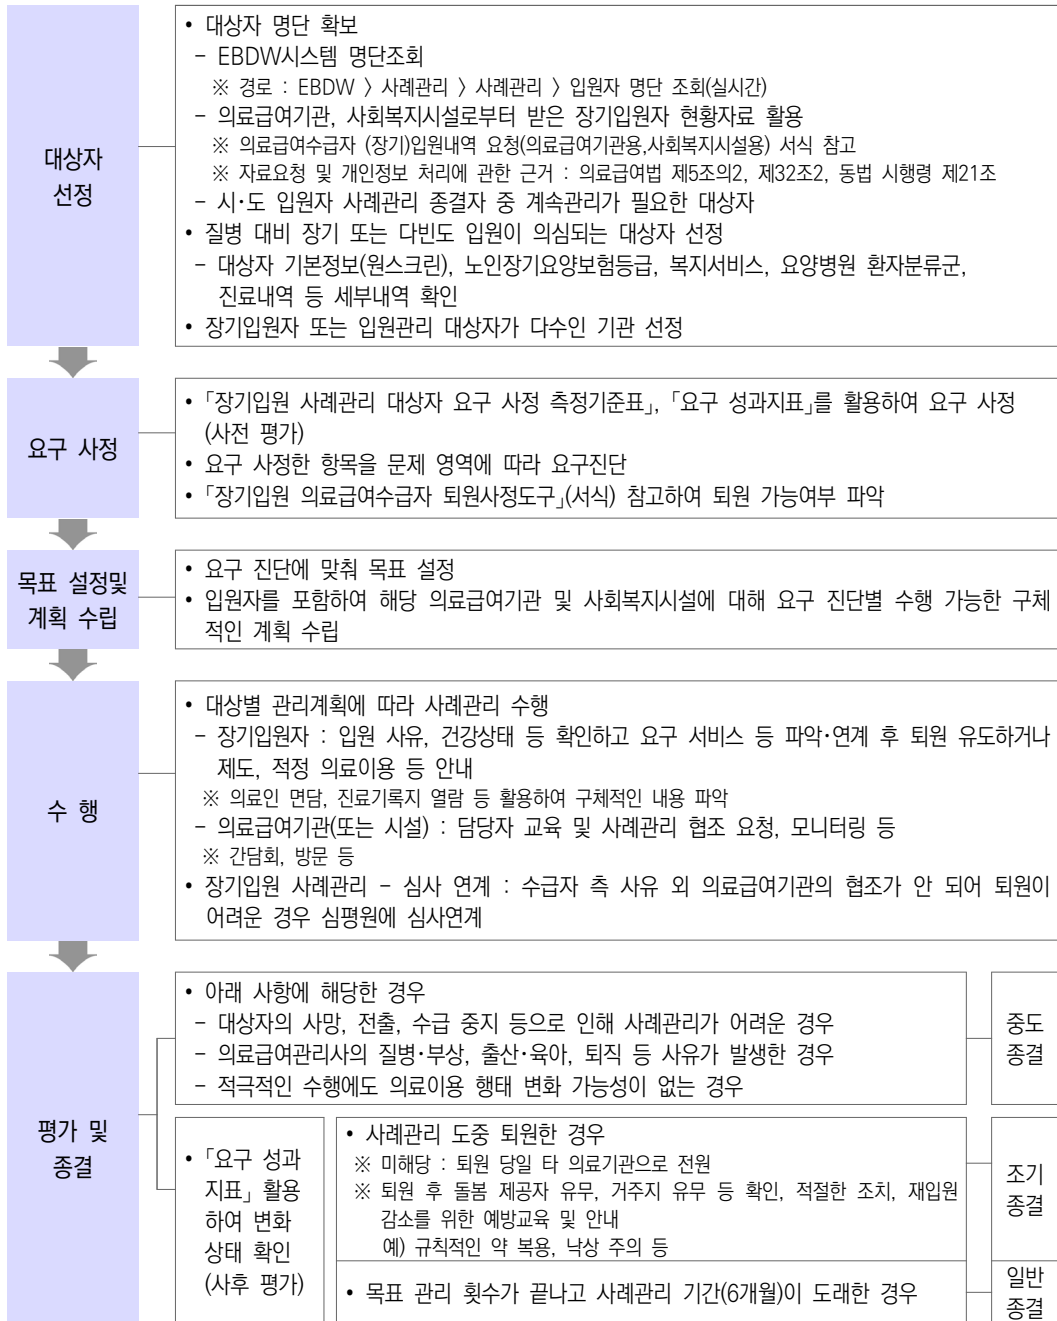 대상자
선정
• 대상자 명단 확보
- EBDW시스템 명단조회
※ 경로 : EBDW 〉 사례관리 〉 사례관리 〉 입원자 명단 조회(실시간)
- 의료급여기관, 사회복지시설로부터 받은 장기입원자 현황자료 활용
※ 의료급여수급자 (장기)입원내역 요청(의료급여기관용,사회복지시설용) 서식 참고
※ 자료요청 및 개인정보 처리에 관한 근거 : 의료급여법 제5조의2, 제32조2, 동법 시행령 제21조
- 시·도 입원자 사례관리 종결자 중 계속관리가 필요한 대상자
• 질병 대비 장기 또는 다빈도 입원이 의심되는 대상자 선정
- 대상자 기본정보(원스크린), 노인장기요양보험등급, 복지서비스, 요양병원 환자분류군,
진료내역 등 세부내역 확인
• 장기입원자 또는 입원관리 대상자가 다수인 기관 선정
요구 사정
• 「장기입원 사례관리 대상자 요구 사정 측정기준표」, 「요구 성과지표」를 활용하여 요구 사정
(사전 평가)
• 요구 사정한 항목을 문제 영역에 따라 요구진단
• 「장기입원 의료급여수급자 퇴원사정도구」(서식) 참고하여 퇴원 가능여부 파악
목표 설정및
계획 수립
• 요구 진단에 맞춰 목표 설정
• 입원자를 포함하여 해당 의료급여기관 및 사회복지시설에 대해 요구 진단별 수행 가능한 구체
적인 계획 수립
수 행
• 대상별 관리계획에 따라 사례관리 수행
- 장기입원자 : 입원 사유, 건강상태 등 확인하고 요구 서비스 등 파악·연계 후 퇴원 유도하거나
제도, 적정 의료이용 등 안내
※ 의료인 면담, 진료기록지 열람 등 활용하여 구체적인 내용 파악
- 의료급여기관(또는 시설) : 담당자 교육 및 사례관리 협조 요청, 모니터링 등
※ 간담회, 방문 등
• 장기입원 사례관리 - 심사 연계 : 수급자 측 사유 외 의료급여기관의 협조가 안 되어 퇴원이
어려운 경우 심평원에 심사연계
평가 및
종결
• 아래 사항에 해당한 경우
- 대상자의 사망, 전출, 수급 중지 등으로 인해 사례관리가 어려운 경우
- 의료급여관리사의 질병·부상, 출산·육아, 퇴직 등 사유가 발생한 경우
- 적극적인 수행에도 의료이용 행태 변화 가능성이 없는 경우
중도
종결
• 「요구 성과
지표」 활용
하여 변화
상태 확인
(사후 평가)
• 사례관리 도중 퇴원한 경우
※ 미해당 : 퇴원 당일 타 의료기관으로 전원
※ 퇴원 후 돌봄 제공자 유무, 거주지 유무 등 확인, 적절한 조치, 재입원
감소를 위한 예방교육 및 안내
예) 규칙적인 약 복용, 낙상 주의 등
조기
종결
• 목표 관리 횟수가 끝나고 사례관리 기간(6개월)이 도래한 경우
일반
종결